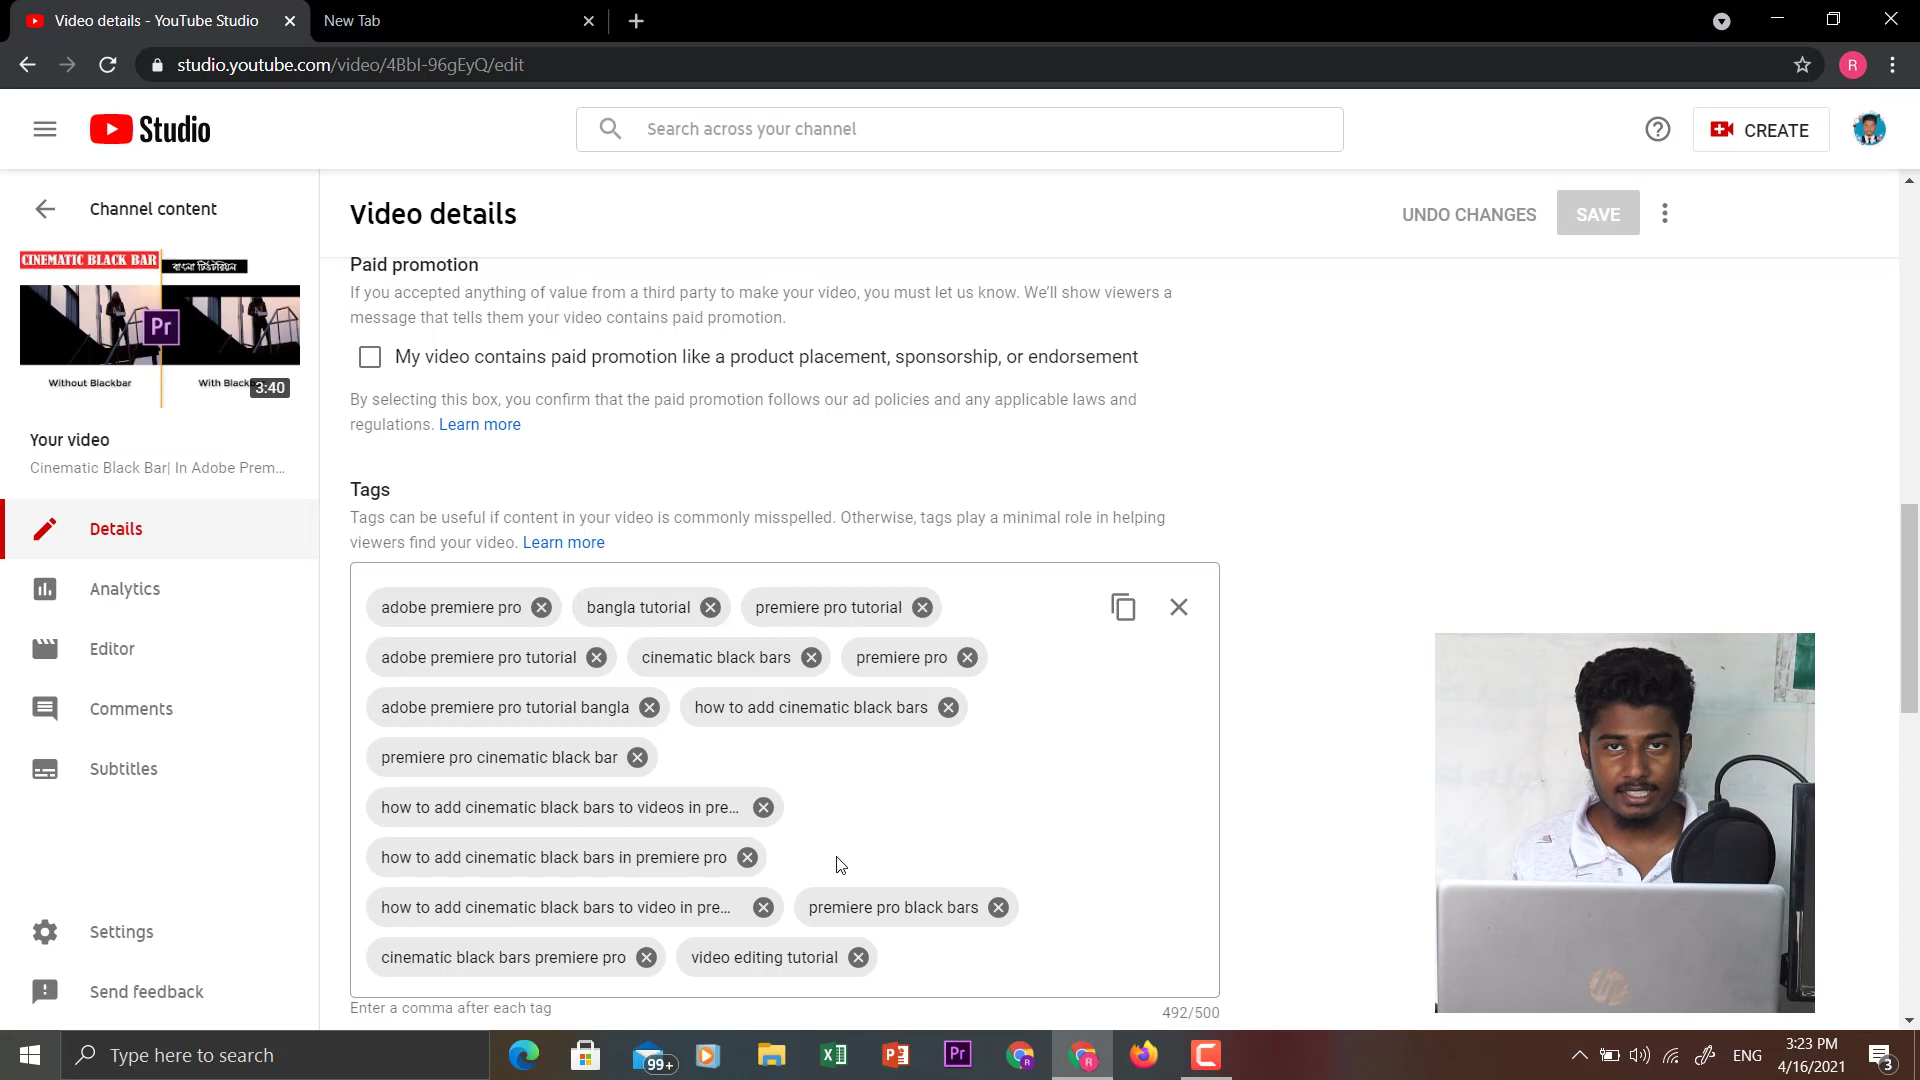 Video details - YouTube Studio
New Tab
studio.youtube.com/video/4BbI-96gEyQ/edit
R
Studio
Search across your channel
CREATE
Channel content
Video details
UNDO CHANGES
SAVE
CINEMATIC BLACK BAR
বাংলা টিউটরিয়াল
Pr
Without Blackbar
With Black
3:40
Your video
Cinematic Black Bar| In Adobe Prem...
Details
Analytics
Editor
Comments
Subtitles
Settings
Send feedback
Paid promotion
If you accepted anything of value from a third party to make your video, you must let us know. We'll show viewers a
message that tells them your video contains paid promotion.
My video contains paid promotion like a product placement, sponsorship, or endorsement
By selecting this box, you confirm that the paid promotion follows our ad policies and any applicable laws and
regulations. Learn more
Tags
Tags can be useful if content in your video is commonly misspelled. Otherwise, tags play a minimal role in helping
viewers find your video. Learn more
adobe premiere pro bangla tutorial premiere pro tutorial
adobe premiere pro tutorial cinematic black bars premiere pro
adobe premiere pro tutorial bangla how to add cinematic black bars
premiere pro cinematic black bar
how to add cinematic black bars to videos in pre...
how to add cinematic black bars in premiere pro
how to add cinematic black bars to video in pre... premiere pro black bars
cinematic black bars premiere pro video editing tutorial
Enter a comma after each tag
492/500
hp
Type here to search
99+
Pr
R
R
ENG
3:23 PM
4/16/2021
3